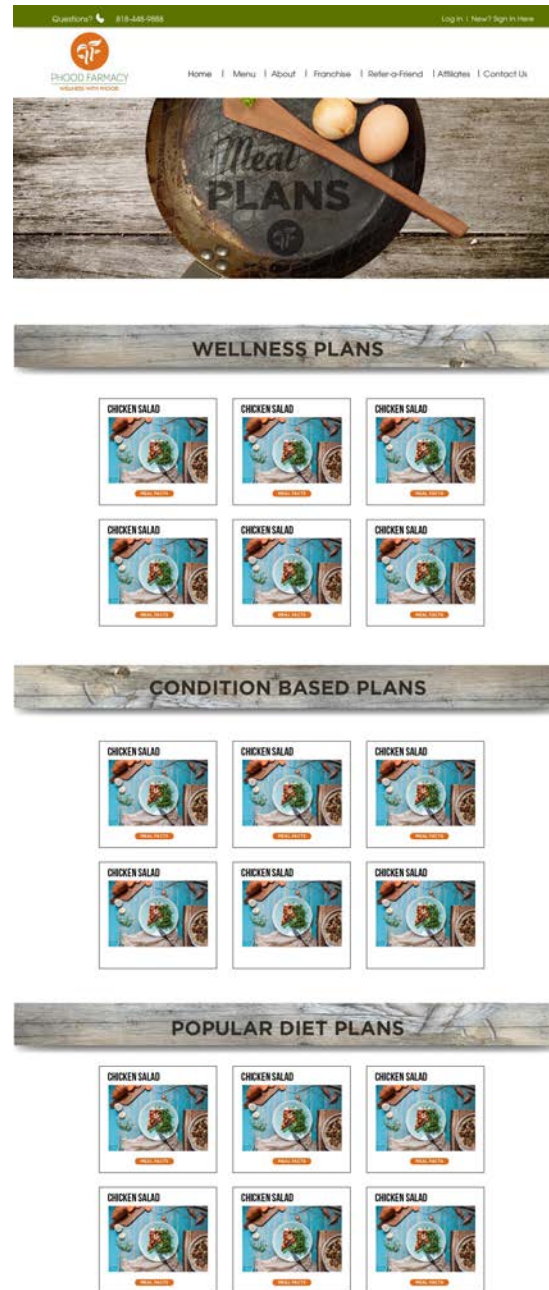 Questions? 818-448-9888
Log In | New? Sign In Here
PHOOD FARMACY
WELLNESS WITH PHOOD
Home | Menu | About | Franchise | Refer-a-Friend | Affiliates | Contact Us
Meal
PLANS
WELLNESS PLANS
CHICKEN SALAD CHICKEN SALAD CHICKEN SALAD
MEAL FACTS MEAL FACTS MEAL FACTS
CHICKEN SALAD CHICKEN SALAD CHICKEN SALAD
MEAL FACTS MEAL FACTS MEAL FACTS
CONDITION BASED PLANS
CHICKEN SALAD CHICKEN SALAD CHICKEN SALAD
MEAL FACTS MEAL FACTS MEAL FACTS
CHICKEN SALAD CHICKEN SALAD CHICKEN SALAD
POPULAR DIET PLANS
CHICKEN SALAD CHICKEN SALAD CHICKEN SALAD
MEAL FACTS MEAL FACTS MEAL FACTS
CHICKEN SALAD CHICKEN SALAD CHICKEN SALAD
MEAL FACTS MEAL FACTS MEAL FACTS